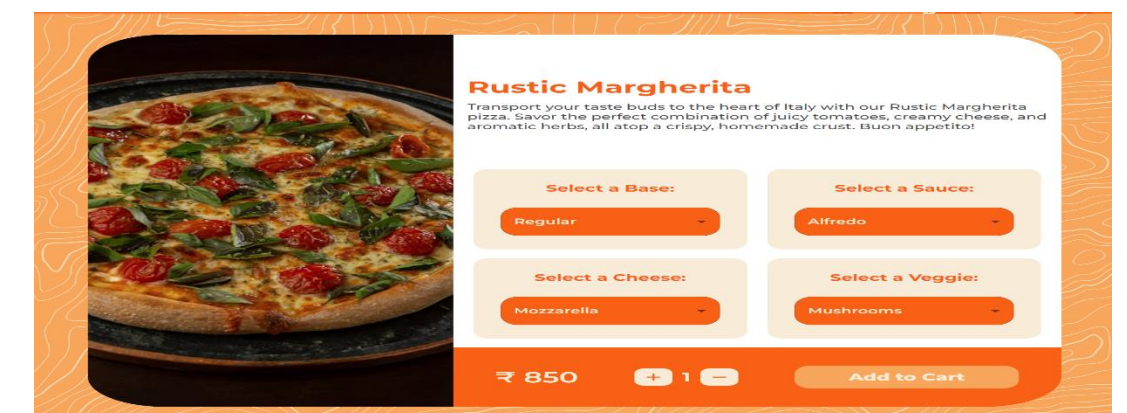 Rustic Margherita
Transport your taste buds to the heart of Italy with our Rustic Margherita
pizza. Savor the perfect combination of juicy tomatoes, creamy cheese, and
aromatic herbs, all atop a crispy, homemade crust. Buon appetito!
Select a Base:
Regular
Select a Sauce:
Alfredo
Select a Cheese:
Mozzarella
Select a Veggie:
Mushrooms
₹ 850
+ 1 −
Add to Cart